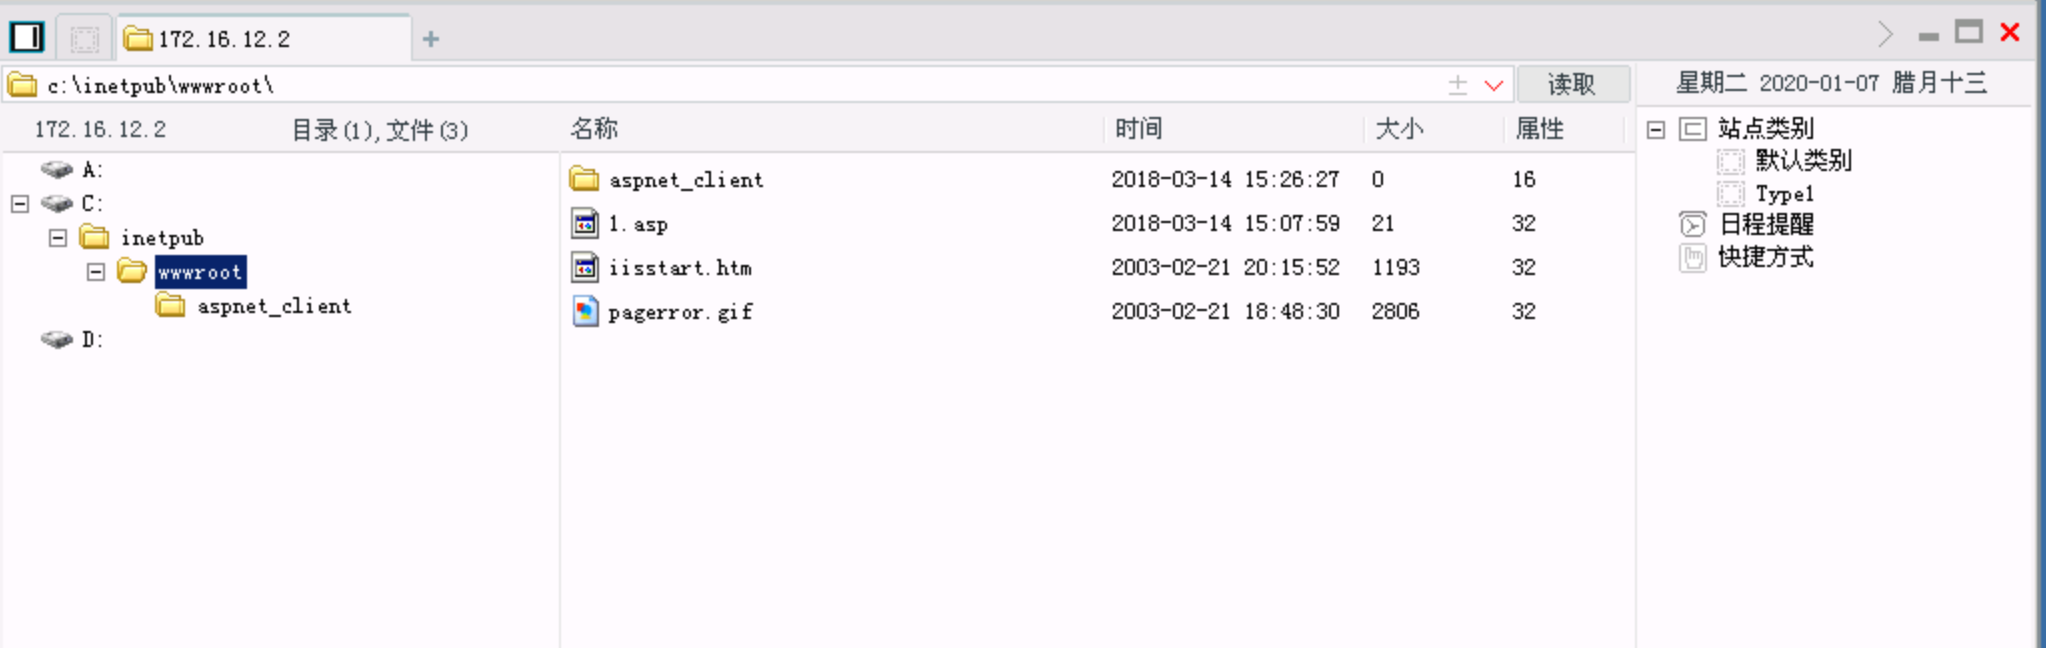 172.16.12.2
c:\inetpub\wwwroot\ 读取 星期二 2020-01-07 腊月十三
172.16.12.2 目录(1),文件(3) 名称 时间 大小 属性 站点类别
A: aspnet_client 2018-03-14 15:26:27 0 16 默认类别
C: 1.asp 2018-03-14 15:07:59 21 32 Type1
inetpub 日程提醒
wwwroot iisstart.htm 2003-02-21 20:15:52 1193 32 快捷方式
aspnet_client pagerror.gif 2003-02-21 18:48:30 2806 32
D: